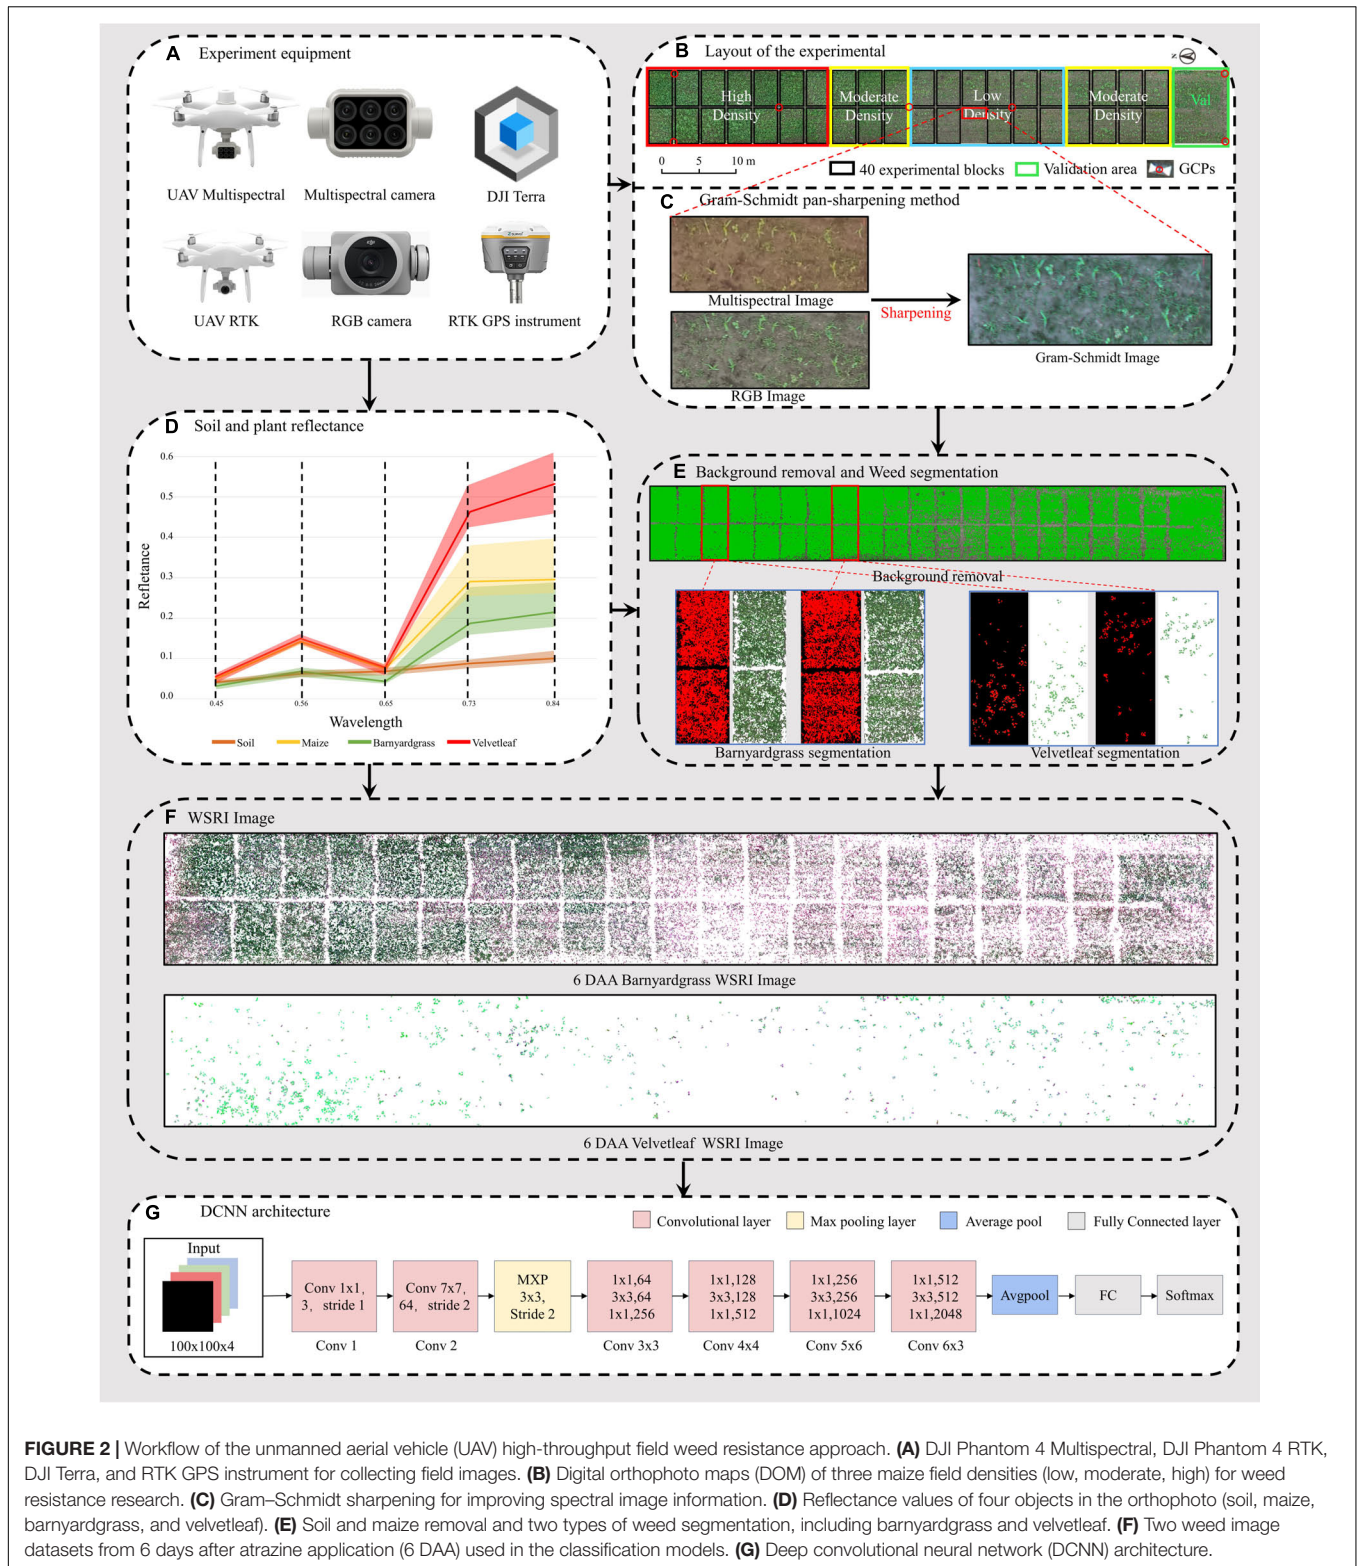 A Experiment equipment
UAV Multispectral
Multispectral camera
DJI Terra
UAV RTK
RGB camera
RTK GPS instrument
B Layout of the experimental
N
High Density
Moderate Density
Low Density
Moderate Density
Val
0 5 10 m
40 experimental blocks
Validation area
GCPs
C Gram-Schmidt pan-sharpening method
Multispectral Image
Sharpening
RGB Image
Gram-Schmidt Image
D Soil and plant reflectance
0.6
0.5
0.4
0.3
0.2
0.1
0.0
Refletance
0.45 0.56 0.65 0.73 0.84
Wavelength
Soil Maize Barnyardgrass Velvetleaf
E Background removal and Weed segmentation
Background removal
Barnyardgrass segmentation
Velvetleaf segmentation
F WSRI Image
6 DAA Barnyardgrass WSRI Image
6 DAA Velvetleaf WSRI Image
G DCNN architecture
Convolutional layer
Max pooling layer
Average pool
Fully Connected layer
Input
100x100x4
Conv 1x1,
3, stride 1
Conv 1
Conv 7x7,
64, stride 2
Conv 2
MXP
3x3,
Stride 2
1x1,64
3x3,64
1x1,256
Conv 3x3
1x1,128
3x3,128
1x1,512
Conv 4x4
1x1,256
3x3,256
1x1,1024
Conv 5x6
1x1,512
3x3,512
1x1,2048
Conv 6x3
Avgpool
FC
Softmax
FIGURE 2 | Workflow of the unmanned aerial vehicle (UAV) high-throughput field weed resistance approach. (A) DJI Phantom 4 Multispectral, DJI Phantom 4 RTK,
DJI Terra, and RTK GPS instrument for collecting field images. (B) Digital orthophoto maps (DOM) of three maize field densities (low, moderate, high) for weed
resistance research. (C) Gram–Schmidt sharpening for improving spectral image information. (D) Reflectance values of four objects in the orthophoto (soil, maize,
barnyardgrass, and velvetleaf). (E) Soil and maize removal and two types of weed segmentation, including barnyardgrass and velvetleaf. (F) Two weed image
datasets from 6 days after atrazine application (6 DAA) used in the classification models. (G) Deep convolutional neural network (DCNN) architecture.